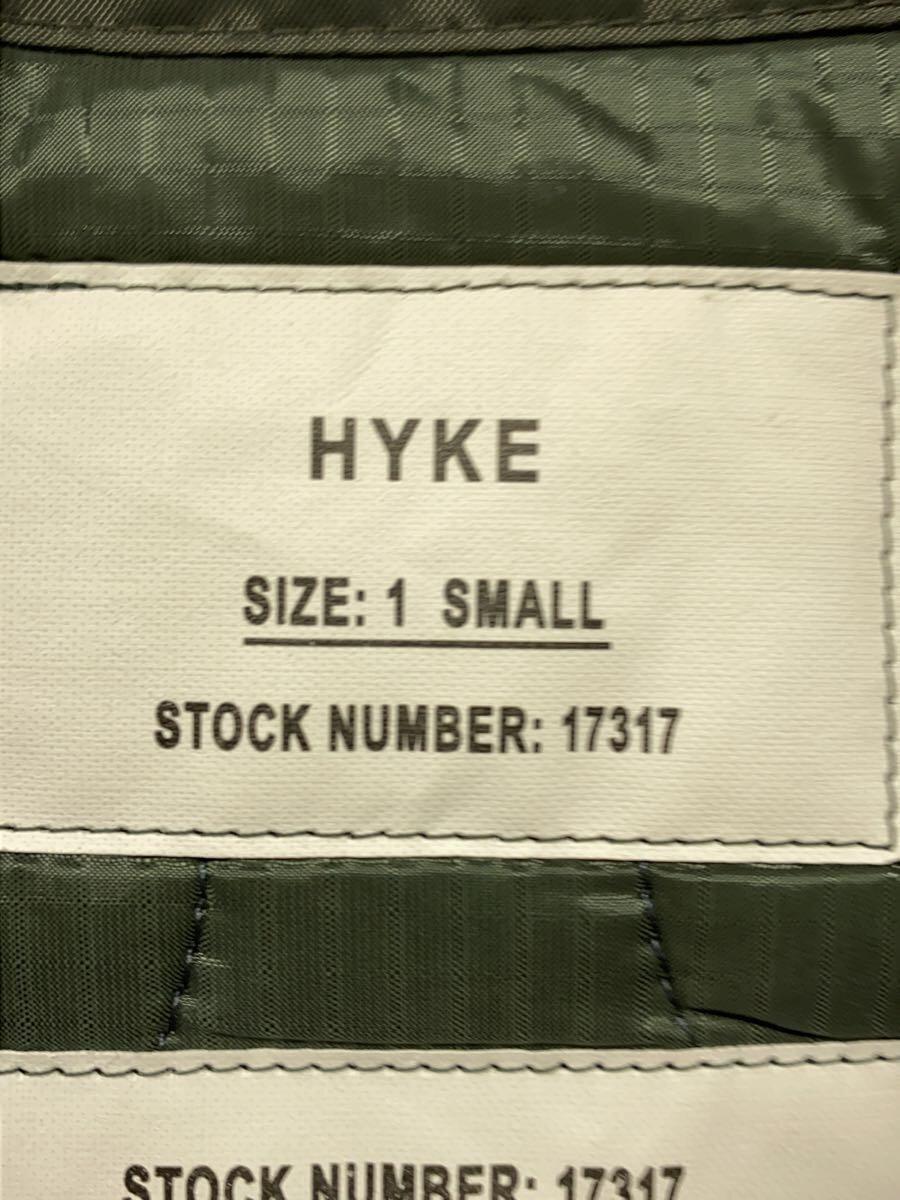 HYKE
SIZE: 1 SMALL
STOCK NUMBER: 17317
STOCK NUMBER: 17317